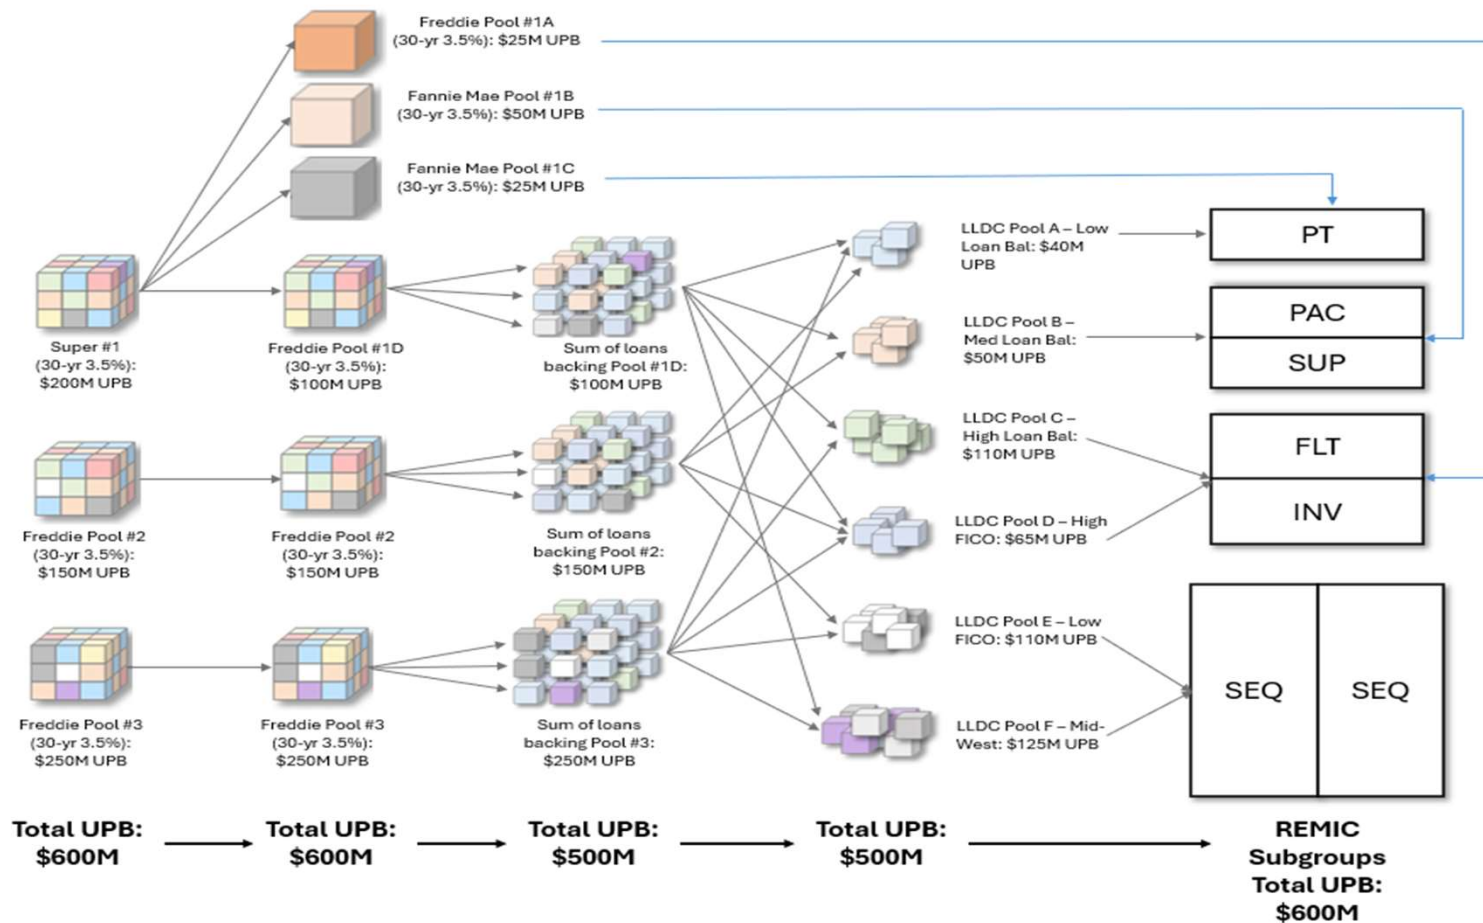 Freddie Pool #1A
(30-yr 3.5%): $25M UPB
Fannie Mae Pool #1B
(30-yr 3.5%): $50M UPB
Fannie Mae Pool #1C
(30-yr 3.5%): $25M UPB
Super #1
(30-yr 3.5%):
$200M UPB
Freddie Pool #1D
(30-yr 3.5%):
$100M UPB
Sum of loans
backing Pool #1D:
$100M UPB
LLDC Pool A – Low
Loan Bal: $40M
UPB
PT
LLDC Pool B –
Med Loan Bal:
$50M UPB
PAC
SUP
Freddie Pool #2
(30-yr 3.5%):
$150M UPB
Freddie Pool #2
(30-yr 3.5%):
$150M UPB
Sum of loans
backing Pool #2:
$150M UPB
LLDC Pool C –
High Loan Bal:
$110M UPB
LLDC Pool D – High
FICO: $65M UPB
FLT
INV
Freddie Pool #3
(30-yr 3.5%):
$250M UPB
Freddie Pool #3
(30-yr 3.5%):
$250M UPB
Sum of loans
backing Pool #3:
$250M UPB
LLDC Pool E – Low
FICO: $110M UPB
LLDC Pool F – Mid-
West: $125M UPB
SEQ
SEQ
Total UPB:
$600M
Total UPB:
$600M
Total UPB:
$500M
Total UPB:
$500M
REMIC
Subgroups
Total UPB:
$600M